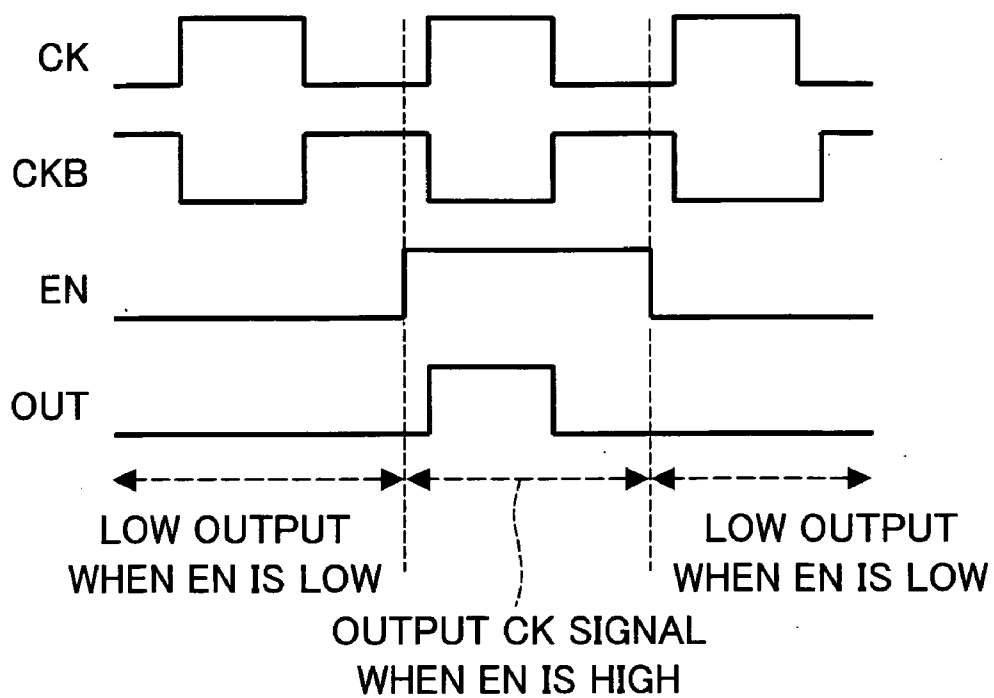 CK
CKB
EN
OUT
LOW OUTPUT
WHEN EN IS LOW
LOW OUTPUT
WHEN EN IS LOW
OUTPUT CK SIGNAL
WHEN EN IS HIGH